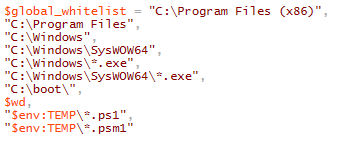 $global_whitelist = "C:\Program Files (x86)",
"C:\Program Files",
"C:\Windows",
"C:\Windows\SysWOW64",
"C:\Windows\*.exe",
"C:\Windows\SysWOW64\*.exe",
"C:\boot\",
$wd,
"$env:TEMP\*.ps1",
"$env:TEMP\*.psm1"